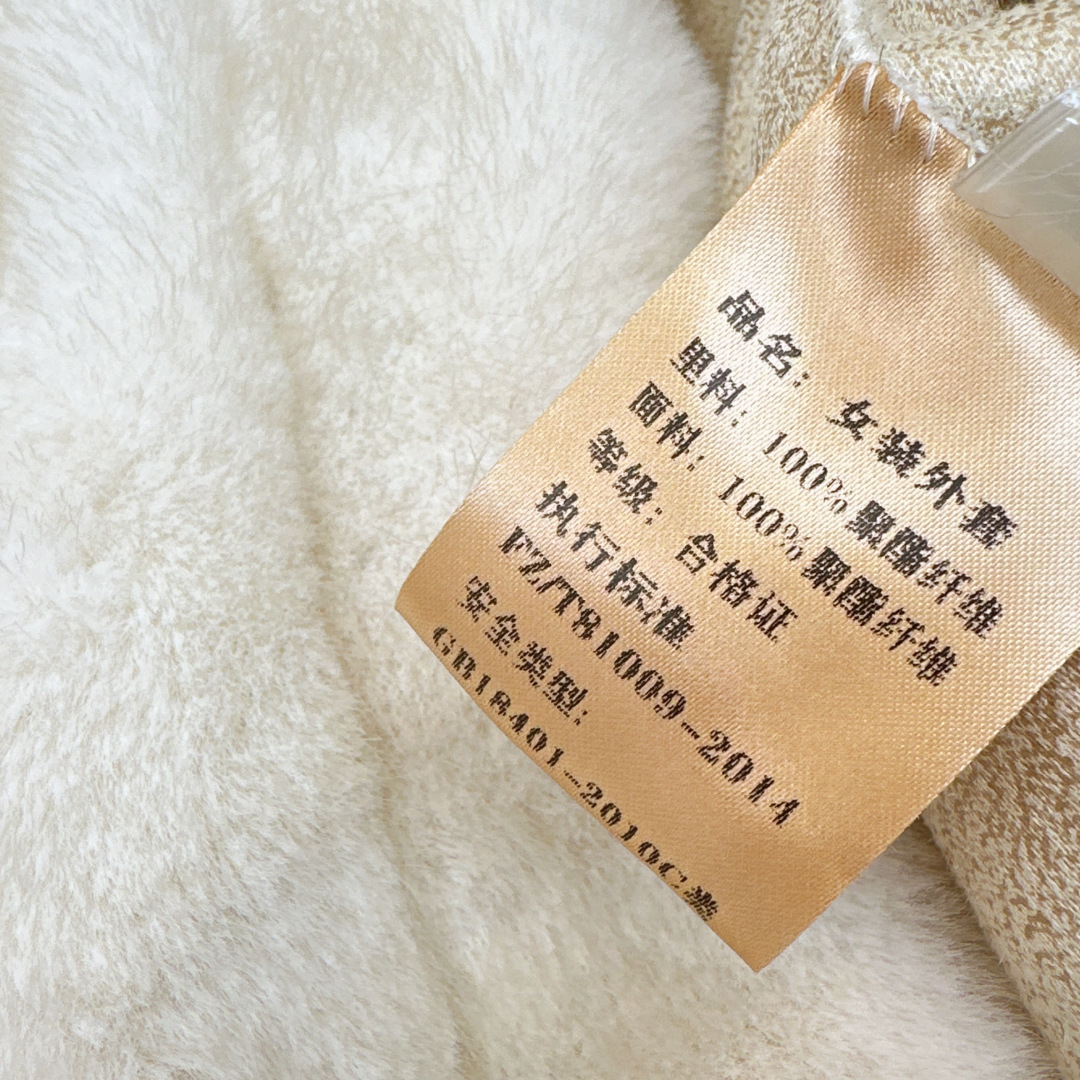 品名：女装外套
里料：100%聚酯纤维
面料：100%聚酯纤维
等级：合格证
执行标准
FZ/T81009-2014
安全类型：
GB18401-2010C类